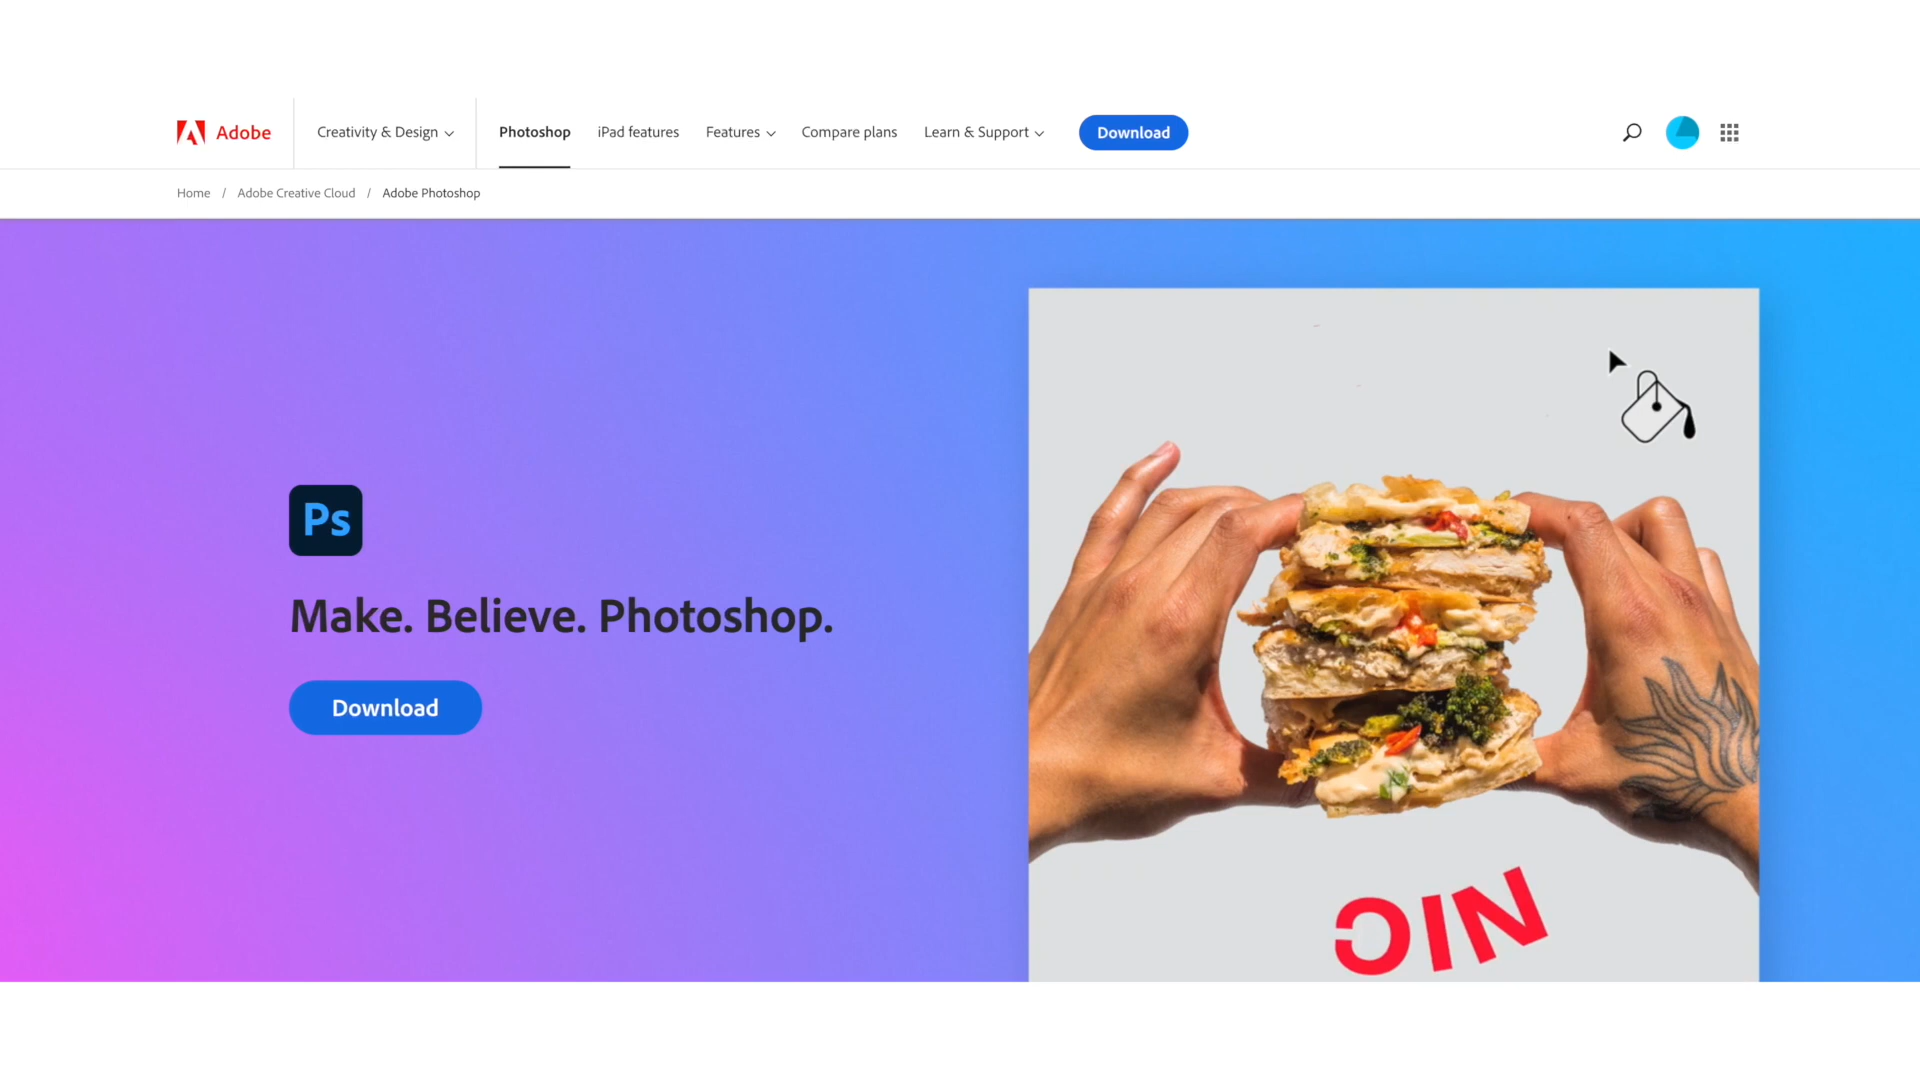 Adobe
Creativity & Design
Photoshop
iPad features
Features
Compare plans
Learn & Support
Download
Home / Adobe Creative Cloud / Adobe Photoshop
Ps
Make. Believe. Photoshop.
Download
NIC